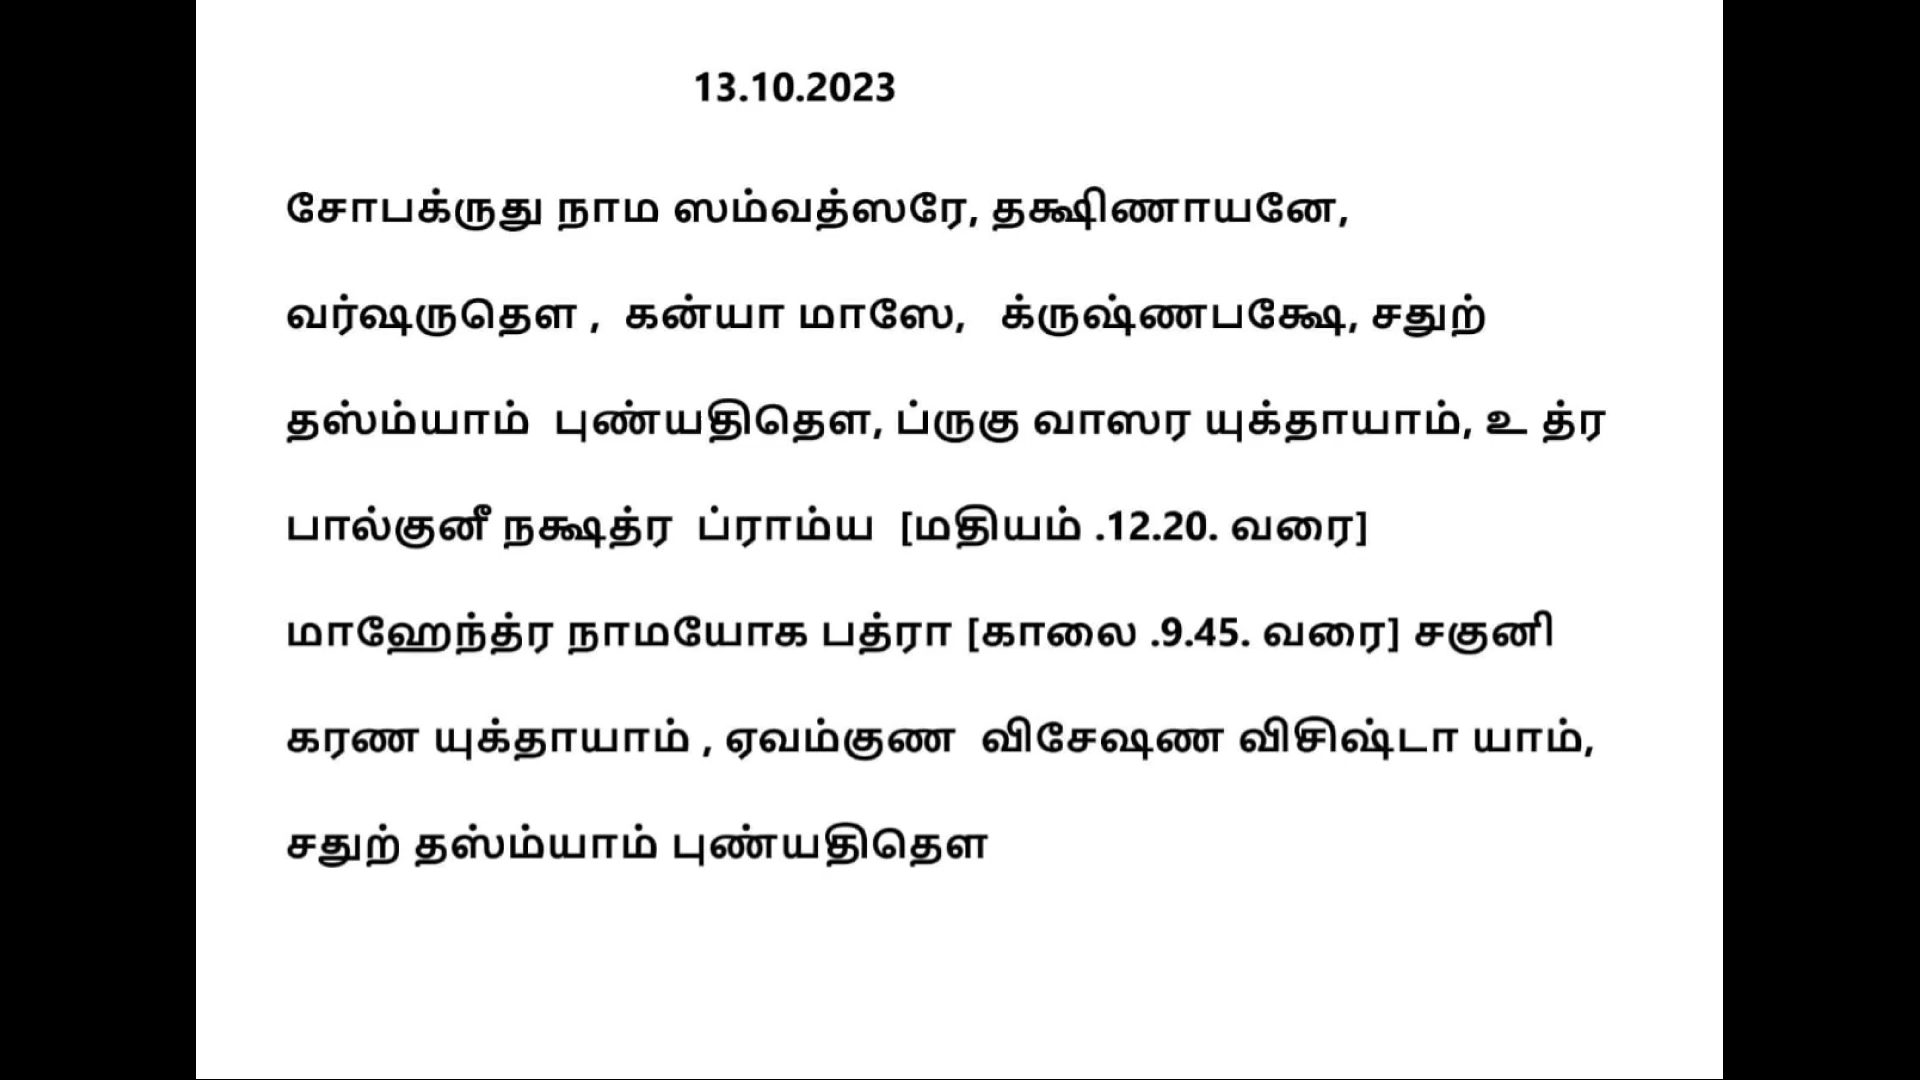 13.10.2023
சோபக்ருது நாம ஸம்வத்ஸரே, தக்ஷிணாயனே,
வர்ஷருதௌ , கன்யா மாஸே, க்ருஷ்ணபக்ஷே, சதுற்
தஸ்ம்யாம் புண்யதிதௌ, ப்ருகு வாஸர யுக்தாயாம், உ த்ர
பால்குனீ நக்ஷத்ர ப்ராம்ய [மதியம் .12.20. வரை]
மாஹேந்த்ர நாமயோக பத்ரா [காலை .9.45. வரை] சகுனி
கரண யுக்தாயாம் , ஏவம்குண விசேஷண விசிஷ்டா யாம்,
சதுற் தஸ்ம்யாம் புண்யதிதௌ